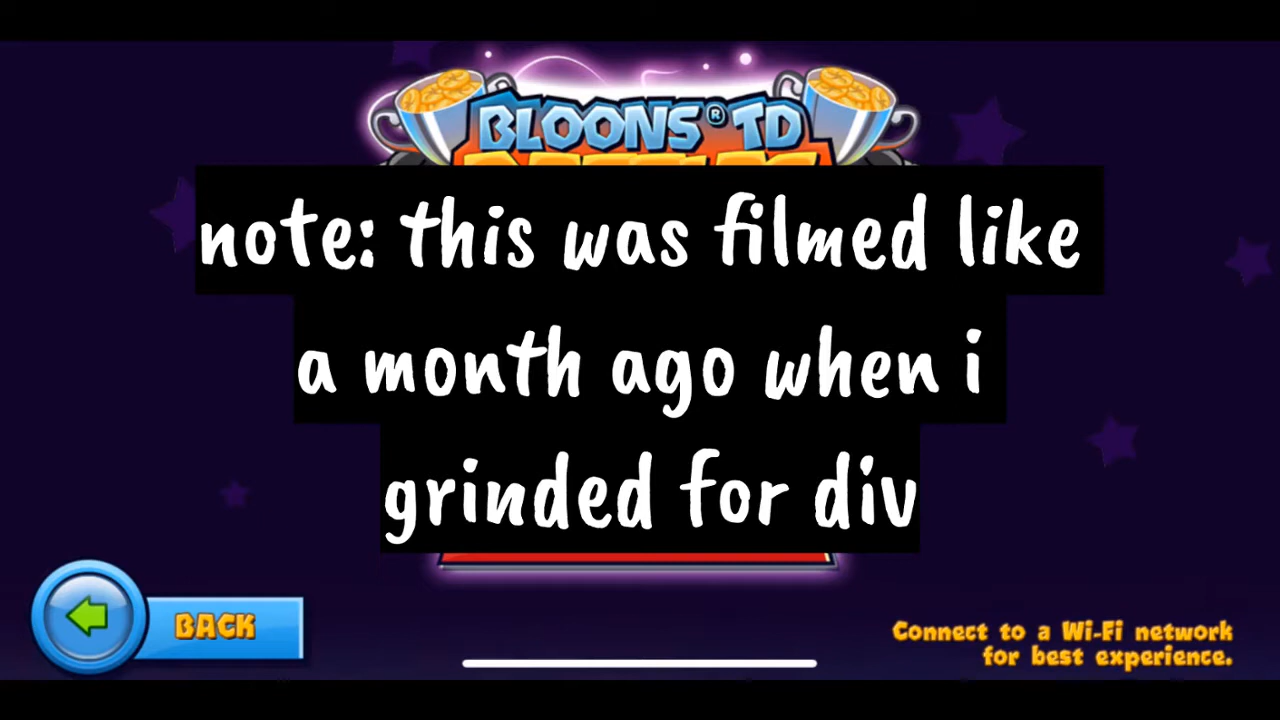 BLOONS® TD
note: this was filmed like
a month ago when i
grinded for div
BACK
Connect to a Wi-Fi network
for best experience.